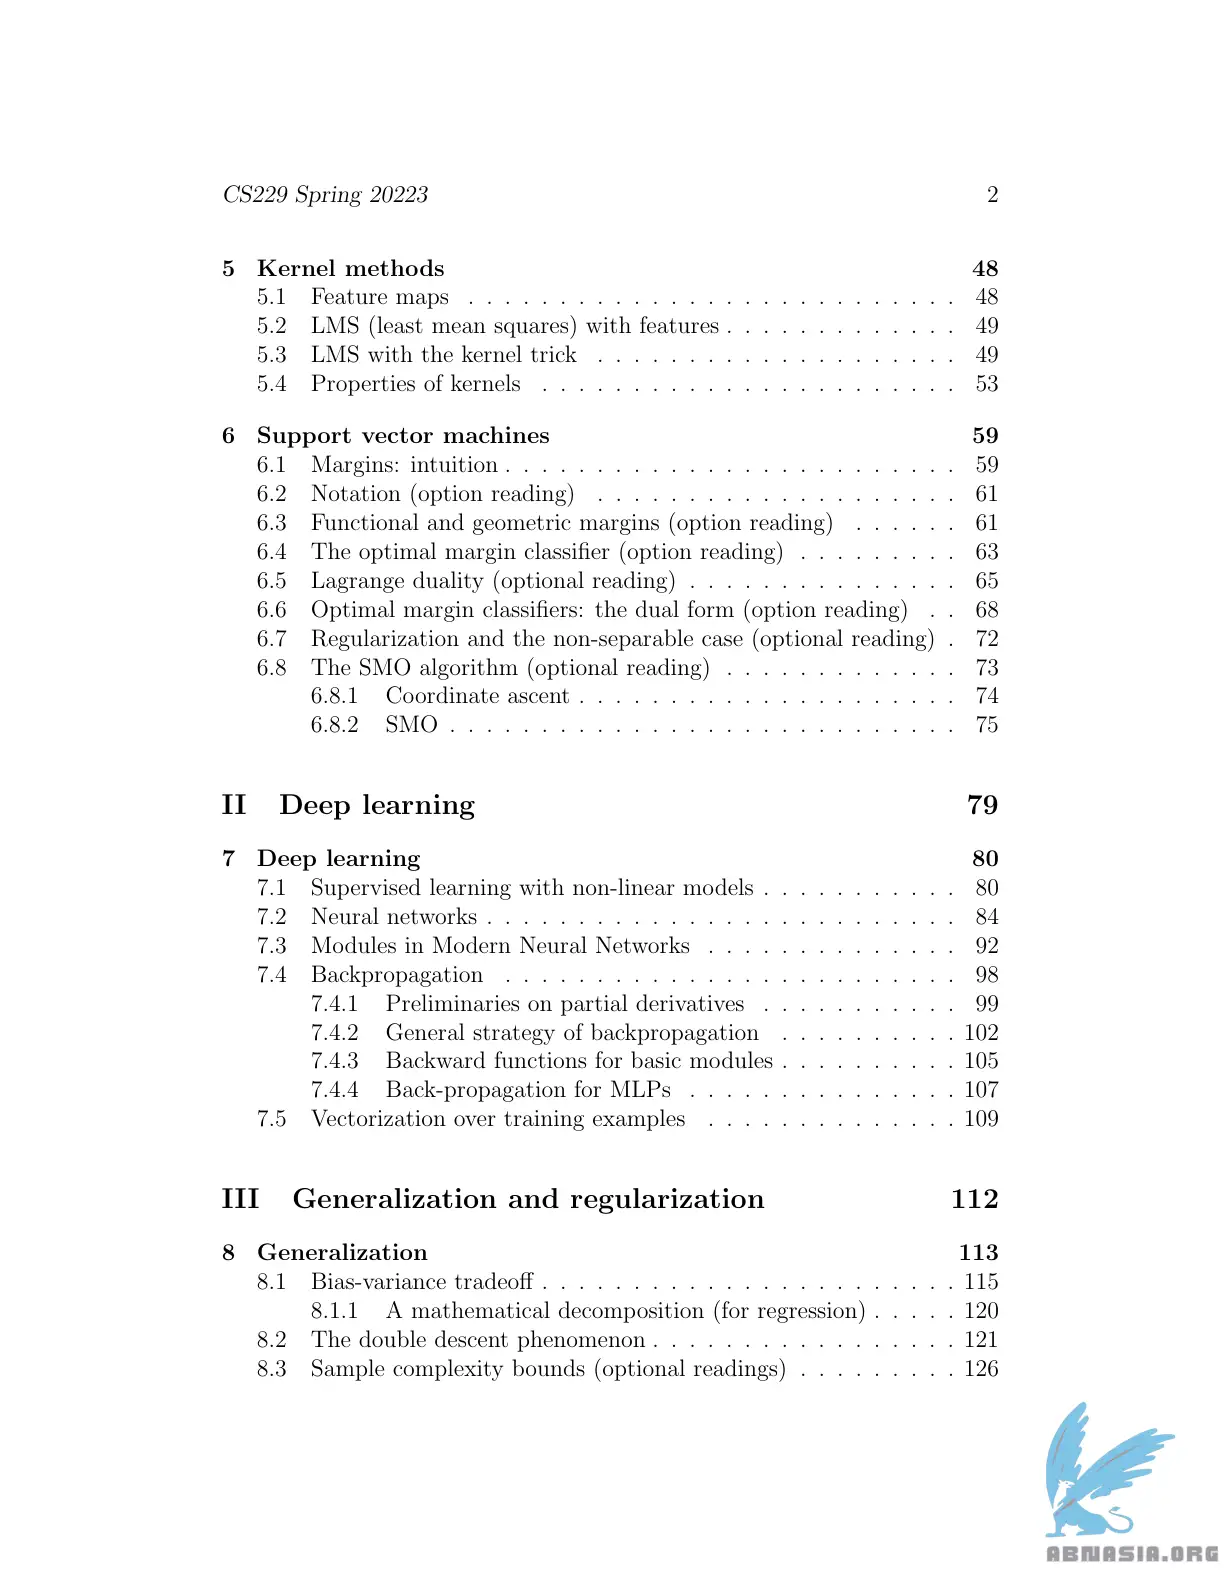 CS229 Spring 20223 2
5 Kernel methods 48
5.1 Feature maps . . . . . . . . . . . . . . . . . . . . . . . . . . . 48
5.2 LMS (least mean squares) with features . . . . . . . . . . . . . 49
5.3 LMS with the kernel trick . . . . . . . . . . . . . . . . . . . . 49
5.4 Properties of kernels . . . . . . . . . . . . . . . . . . . . . . . 53
6 Support vector machines 59
6.1 Margins: intuition . . . . . . . . . . . . . . . . . . . . . . . . . 59
6.2 Notation (option reading) . . . . . . . . . . . . . . . . . . . . 61
6.3 Functional and geometric margins (option reading) . . . . . . 61
6.4 The optimal margin classifier (option reading) . . . . . . . . . 63
6.5 Lagrange duality (optional reading) . . . . . . . . . . . . . . . 65
6.6 Optimal margin classifiers: the dual form (option reading) . . 68
6.7 Regularization and the non-separable case (optional reading) . 72
6.8 The SMO algorithm (optional reading) . . . . . . . . . . . . . 73
6.8.1 Coordinate ascent . . . . . . . . . . . . . . . . . . . . . 74
6.8.2 SMO . . . . . . . . . . . . . . . . . . . . . . . . . . . . 75
II Deep learning 79
7 Deep learning 80
7.1 Supervised learning with non-linear models . . . . . . . . . . . 80
7.2 Neural networks . . . . . . . . . . . . . . . . . . . . . . . . . . 84
7.3 Modules in Modern Neural Networks . . . . . . . . . . . . . . 92
7.4 Backpropagation . . . . . . . . . . . . . . . . . . . . . . . . . 98
7.4.1 Preliminaries on partial derivatives . . . . . . . . . . . 99
7.4.2 General strategy of backpropagation . . . . . . . . . . 102
7.4.3 Backward functions for basic modules . . . . . . . . . . 105
7.4.4 Back-propagation for MLPs . . . . . . . . . . . . . . . 107
7.5 Vectorization over training examples . . . . . . . . . . . . . . 109
III Generalization and regularization 112
8 Generalization 113
8.1 Bias-variance tradeoff . . . . . . . . . . . . . . . . . . . . . . . 115
8.1.1 A mathematical decomposition (for regression) . . . . . 120
8.2 The double descent phenomenon . . . . . . . . . . . . . . . . . 121
8.3 Sample complexity bounds (optional readings) . . . . . . . . . 126
ABNASIA.ORG